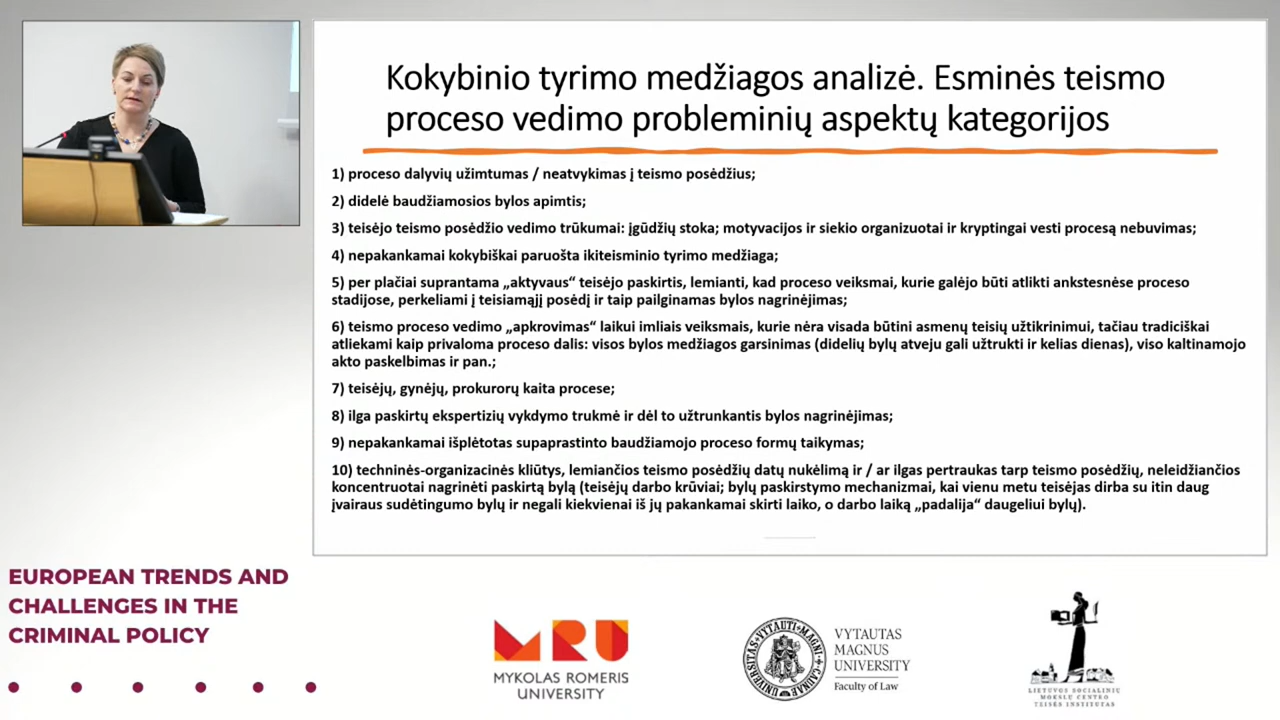 Kokybinio tyrimo medžiagos analizė. Esminės teismo
proceso vedimo probleminių aspektų kategorijos
1) proceso dalyvių užimtumas / neatvykimas į teismo posėdžius;
2) didelė baudžiamosios bylos apimtis;
3) teisėjo teismo posėdžio vedimo trūkumai: įgūdžių stoka; motyvacijos ir siekio organizuotai ir kryptingai vesti procesą nebuvimas;
4) nepakankamai kokybiškai paruošta ikiteisminio tyrimo medžiaga;
5) per plačiai suprantama „aktyvaus“ teisėjo paskirtis, lemianti, kad proceso veiksmai, kurie galėjo būti atlikti ankstesnėse proceso
stadijose, perkeliami į teisiamąjį posėdį ir taip pailginamas bylos nagrinėjimas;
6) teismo proceso vedimo „apkrovimas“ laikui imliais veiksmais, kurie nėra visada būtini asmenų teisių užtikrinimui, tačiau tradiciškai
atliekami kaip privaloma proceso dalis: visos bylos medžiagos garsinimas (didelių bylų atveju gali užtrukti ir kelias dienas), viso kaltinamojo
akto paskelbimas ir pan.;
7) teisėjų, gynėjų, prokurorų kaita procese;
8) ilga paskirtų ekspertizių vykdymo trukmė ir dėl to užtrunkantis bylos nagrinėjimas;
9) nepakankamai išplėtotas supaprastinto baudžiamojo proceso formų taikymas;
10) techninės-organizacinės kliūtys, lemiančios teismo posėdžių datų nukėlimą ir / ar ilgas pertraukas tarp teismo posėdžių, neleidžiančios
koncentruotai nagrinėti paskirtą bylą (teisėjų darbo krūviai; bylų paskirstymo mechanizmai, kai vienu metu teisėjas dirba su itin daug
įvairaus sudėtingumo bylų ir negali kiekvienai iš jų pakankamai skirti laiko, o darbo laiką „padalija“ daugeliui bylų).
EUROPEAN TRENDS AND
CHALLENGES IN THE
CRIMINAL POLICY
MRU
MYKOLAS ROMERIS
UNIVERSITY
UNIVERSITAS VYTAUTI MAGNI
VYTAUTAS
MAGNUS
UNIVERSITY
Faculty of Law
LIETUVOS SOCIALINIŲ
MOKSLŲ CENTRO
TEISĖS INSTITUTAS